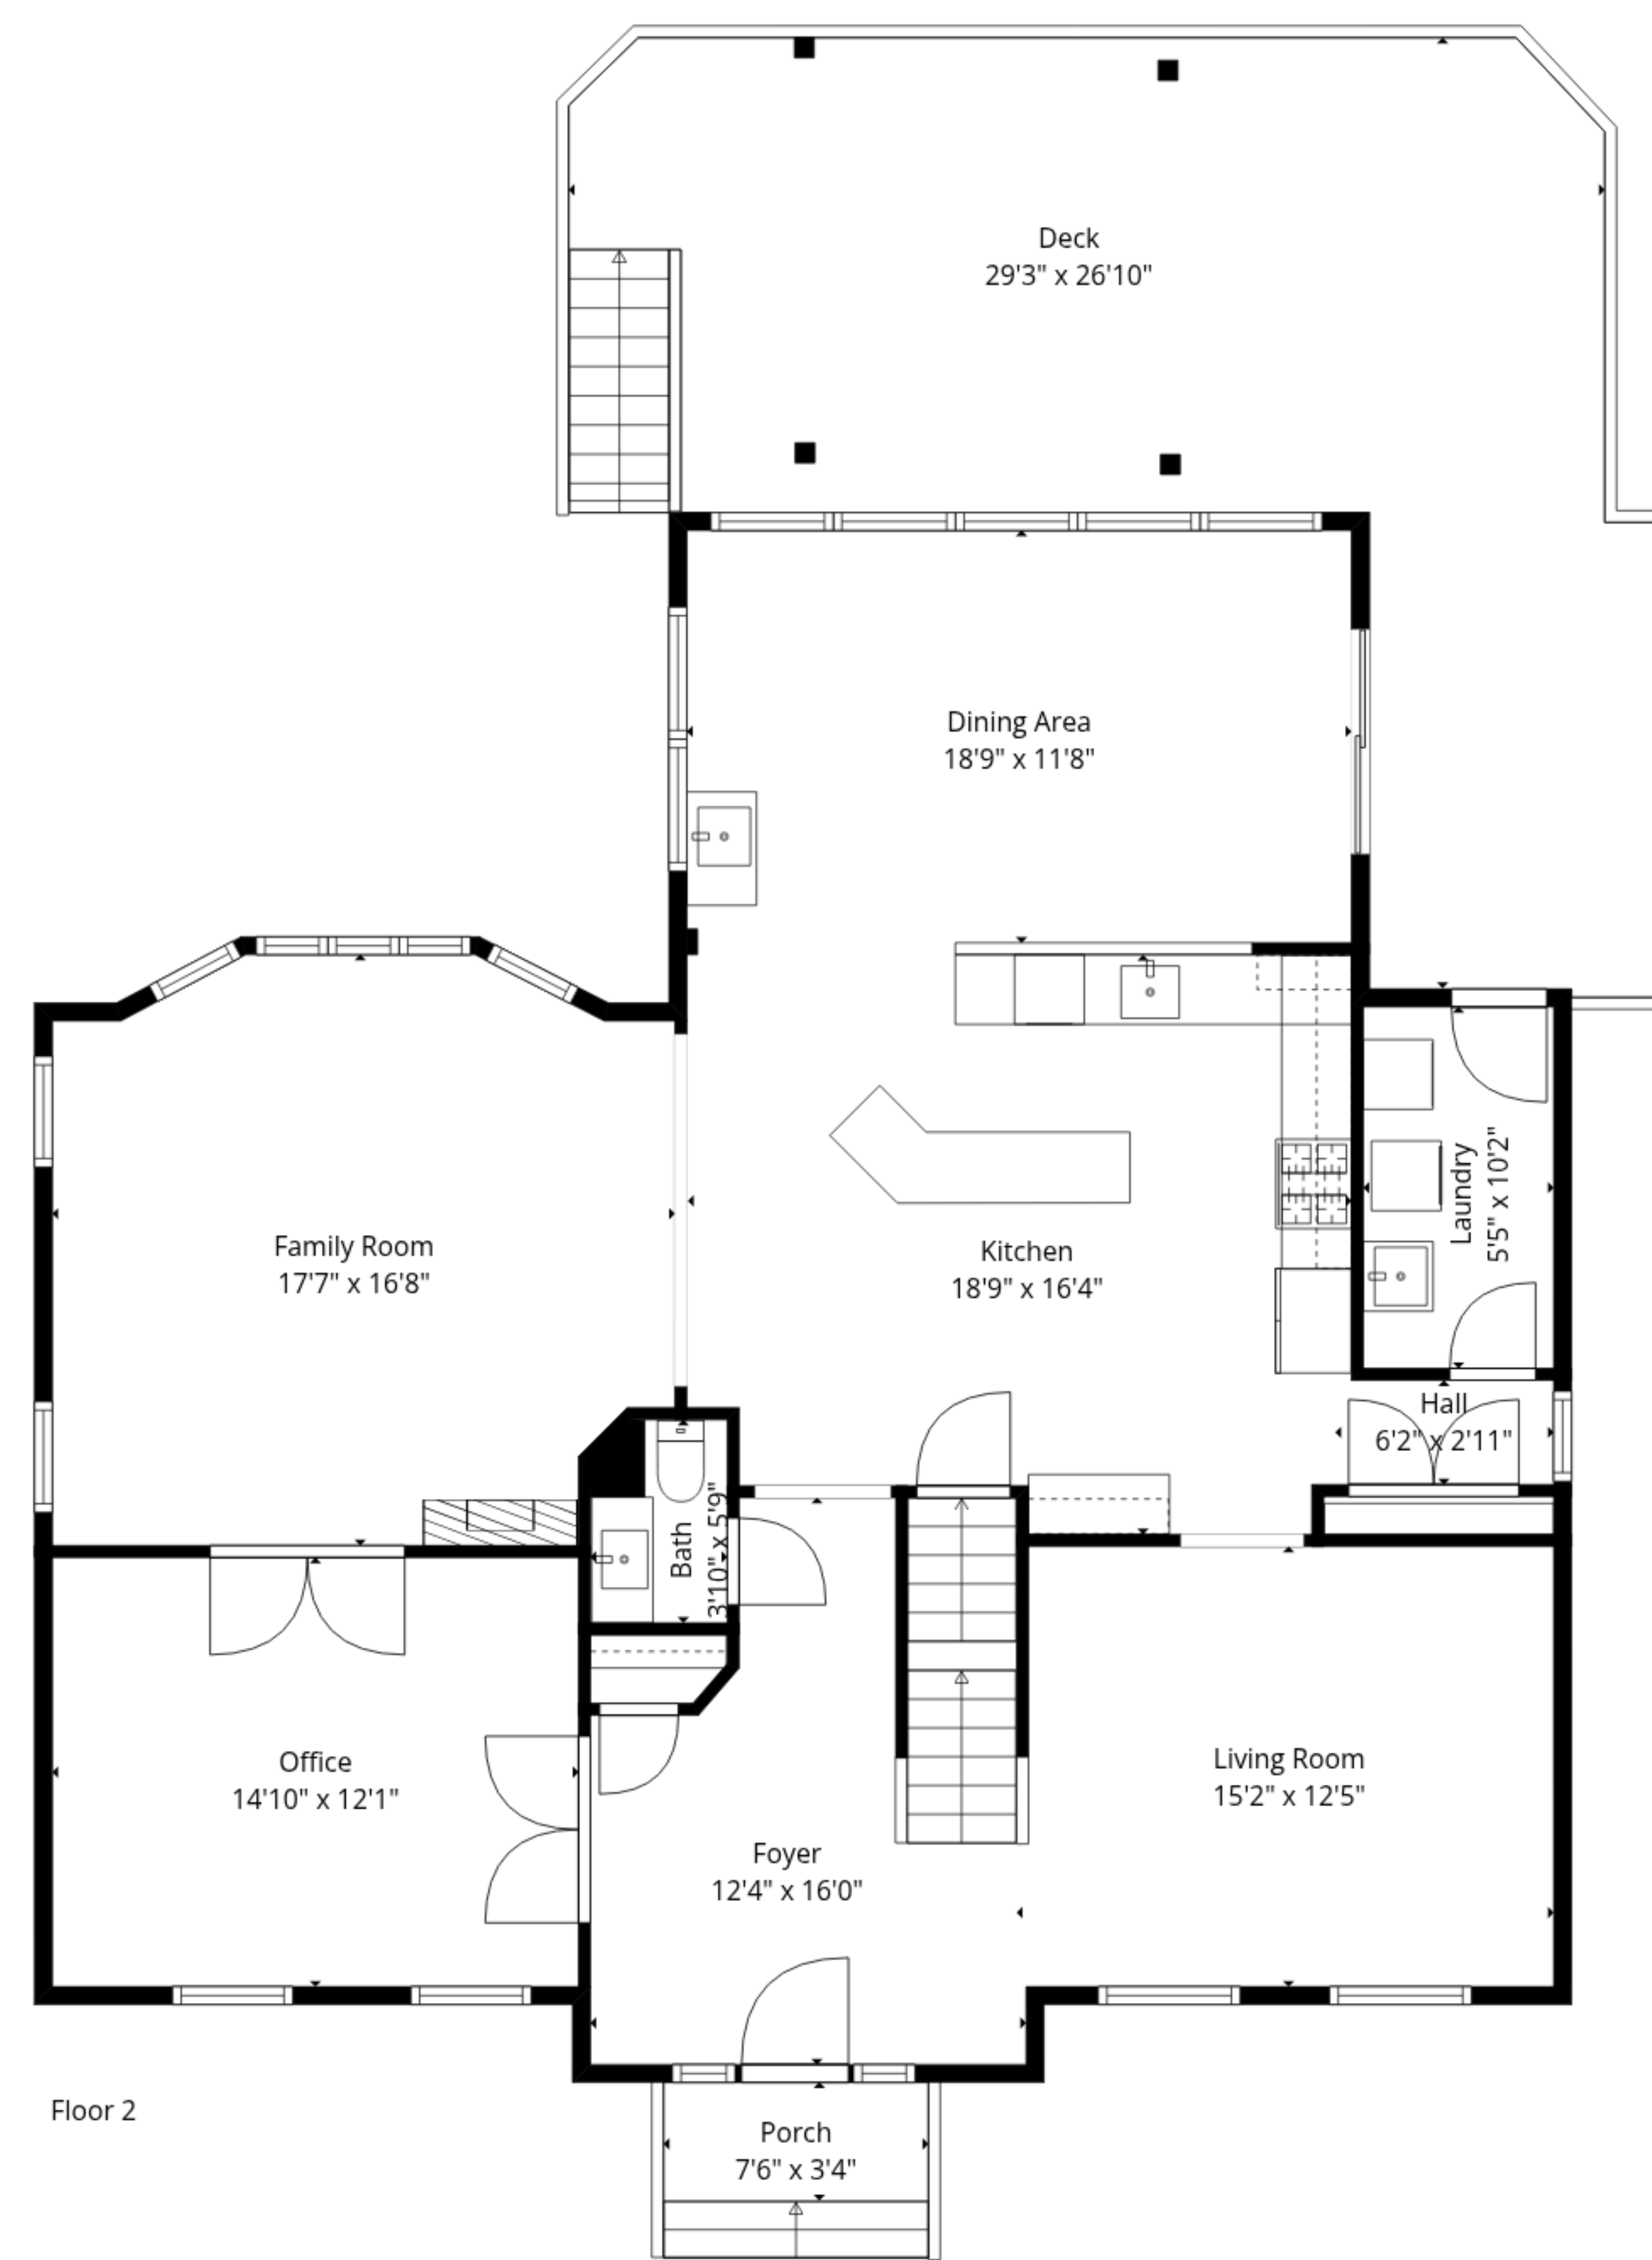 Deck
29'3" x 26'10"
Dining Area
18'9" x 11'8"
Family Room
17'7" x 16'8"
Kitchen
18'9" x 16'4"
Laundry
5'5" x 10'2"
Hall
6'2" x 2'11"
Bath
3'10" x 5'9"
Office
14'10" x 12'1"
Living Room
15'2" x 12'5"
Foyer
12'4" x 16'0"
Floor 2
Porch
7'6" x 3'4"